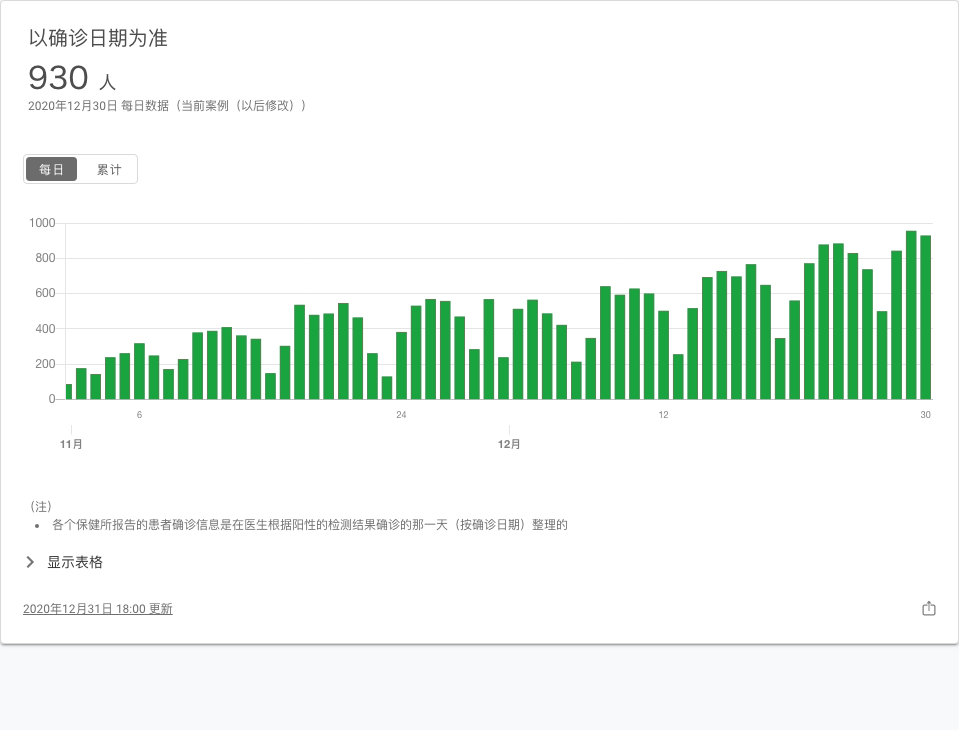 以确诊日期为准
930 人
2020年12月30日 每日数据（当前案例（以后修改））
每日 累计
1000
800
600
400
200
0
6 24 12 30
11月 12月
（注）
• 各个保健所报告的患者确诊信息是在医生根据阳性的检测结果确诊的那一天（按确诊日期）整理的
显示表格
2020年12月31日 18:00 更新